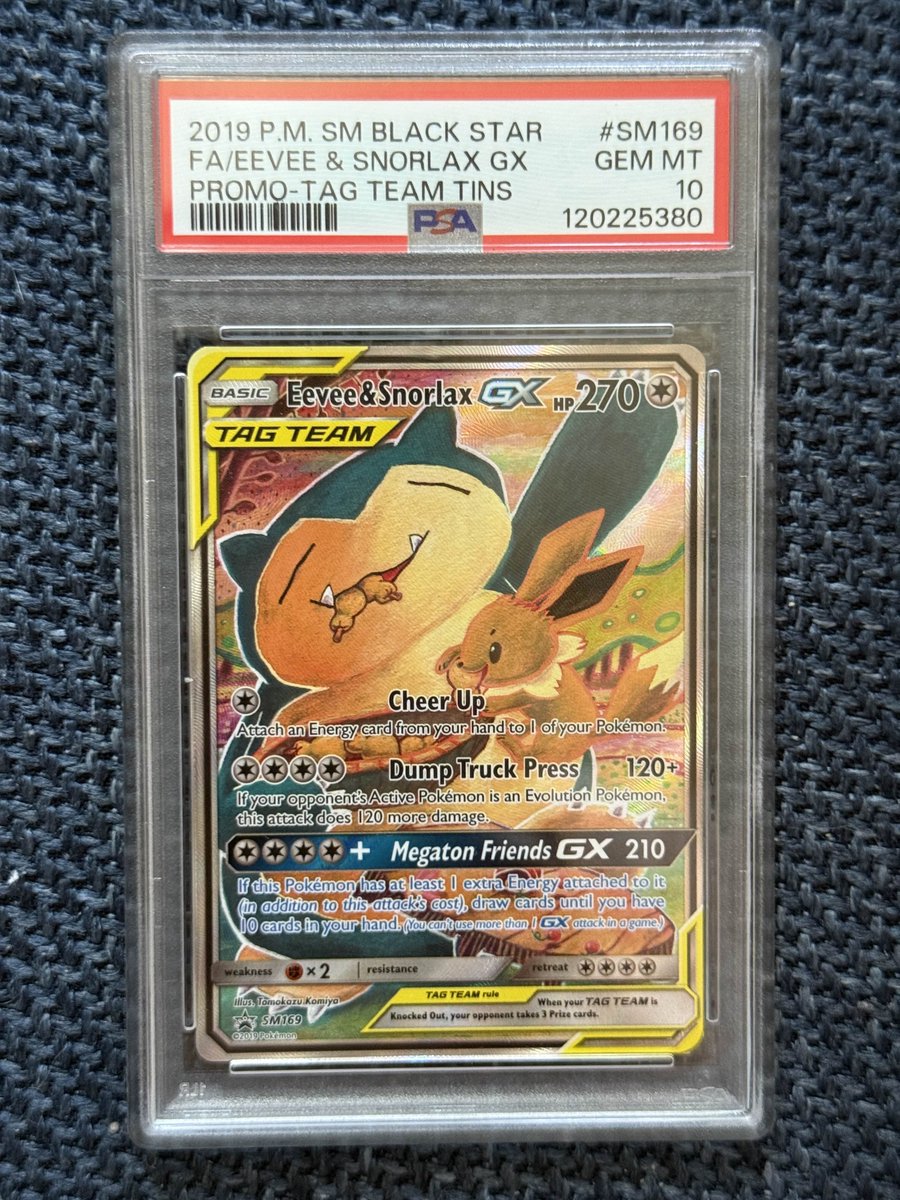 2019 P.M. SM BLACK STAR #SM169
FA/EEVEE & SNORLAX GX GEM MT
PROMO-TAG TEAM TINS 10
PSA 120225380
BASIC Eevee&Snorlax GX HP270
TAG TEAM
Cheer Up
Attach an Energy card from your hand to 1 of your Pokémon.
Dump Truck Press 120+
If your opponent's Active Pokémon is an Evolution Pokémon,
this attack does 120 more damage.
+ Megaton Friends GX 210
If this Pokémon has at least 1 extra Energy attached to it
(in addition to this attack's cost), draw cards until you have
10 cards in your hand. (You can't use more than 1 GX attack in a game.)
weakness ×2 resistance retreat
Illus. Tomokazu Komiya
TAG TEAM rule When your TAG TEAM is
Knocked Out, your opponent takes 3 Prize cards.
SM169
©2019 Pokémon